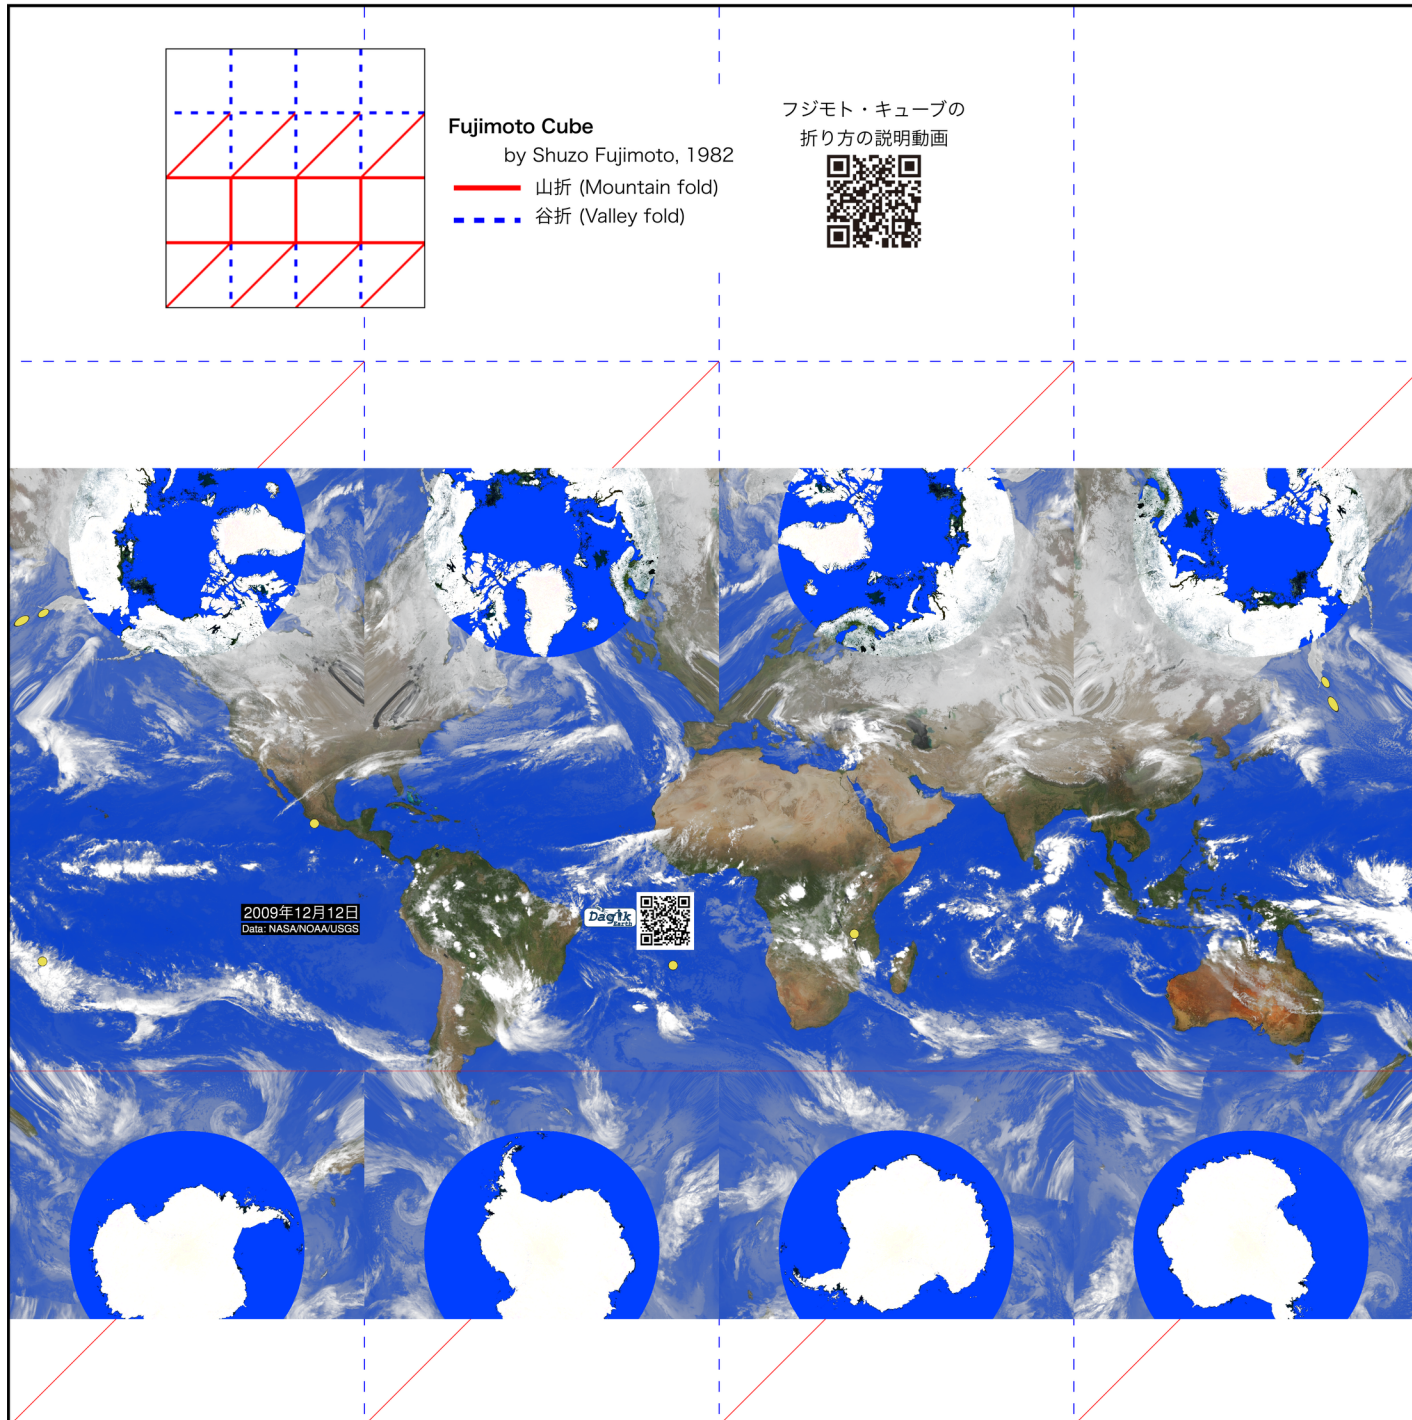 Fujimoto Cube
by Shuzo Fujimoto, 1982
山折 (Mountain fold)
谷折 (Valley fold)
フジモト・キューブの
折り方の説明動画
2009年12月12日
Data: NASA/NOAA/USGS
Dagik
Earth